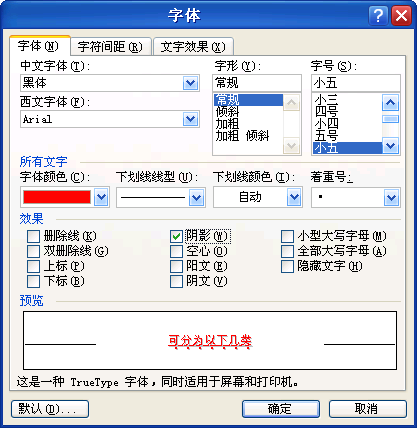 字体
字体(N) 字符间距(R) 文字效果(X)
中文字体(T): 字形(Y): 字号(S):
黑体 常规 小五
西文字体(F): 常规 小三
Arial 倾斜 四号
加粗 小四
加粗 倾斜 五号
小五
所有文字
字体颜色(C): 下划线线型(U): 下划线颜色(I): 着重号:
自动 ·
效果
删除线(K) 阴影(W) 小型大写字母(M)
双删除线(G) 空心(O) 全部大写字母(A)
上标(P) 阳文(E) 隐藏文字(H)
下标(B) 阴文(V)
预览
可分为以下几类
这是一种 TrueType 字体,同时适用于屏幕和打印机。
默认(D)... 确定 取消